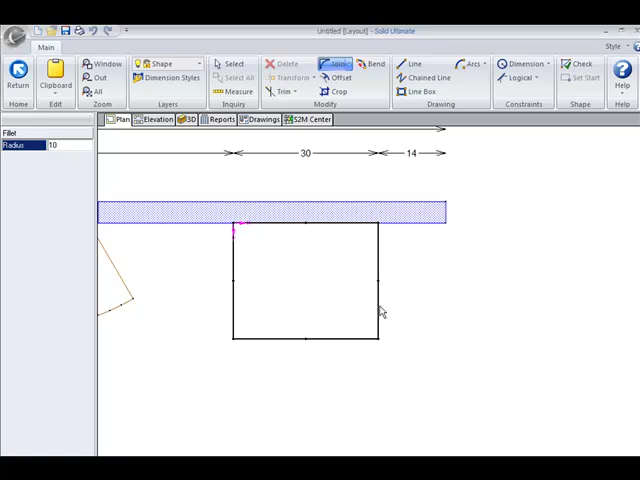 Untitled [Layout] - Solid Ultimate
Main
Style
Return
Clipboard
Window
Out
All
Shape
Dimension Styles
Select
Select All
Measure
Delete
Transform
Trim
Join
Offset
Crop
Bend
Line
Chained Line
Line Box
Arcs
Dimension
Logical
Check
Set Start
Help
Home
Edit
Zoom
Layers
Inquiry
Modify
Drawing
Constraints
Shape
Help
Fillet
Radius 10
Plan Elevation 3D Reports Drawings S2M Center
30 14